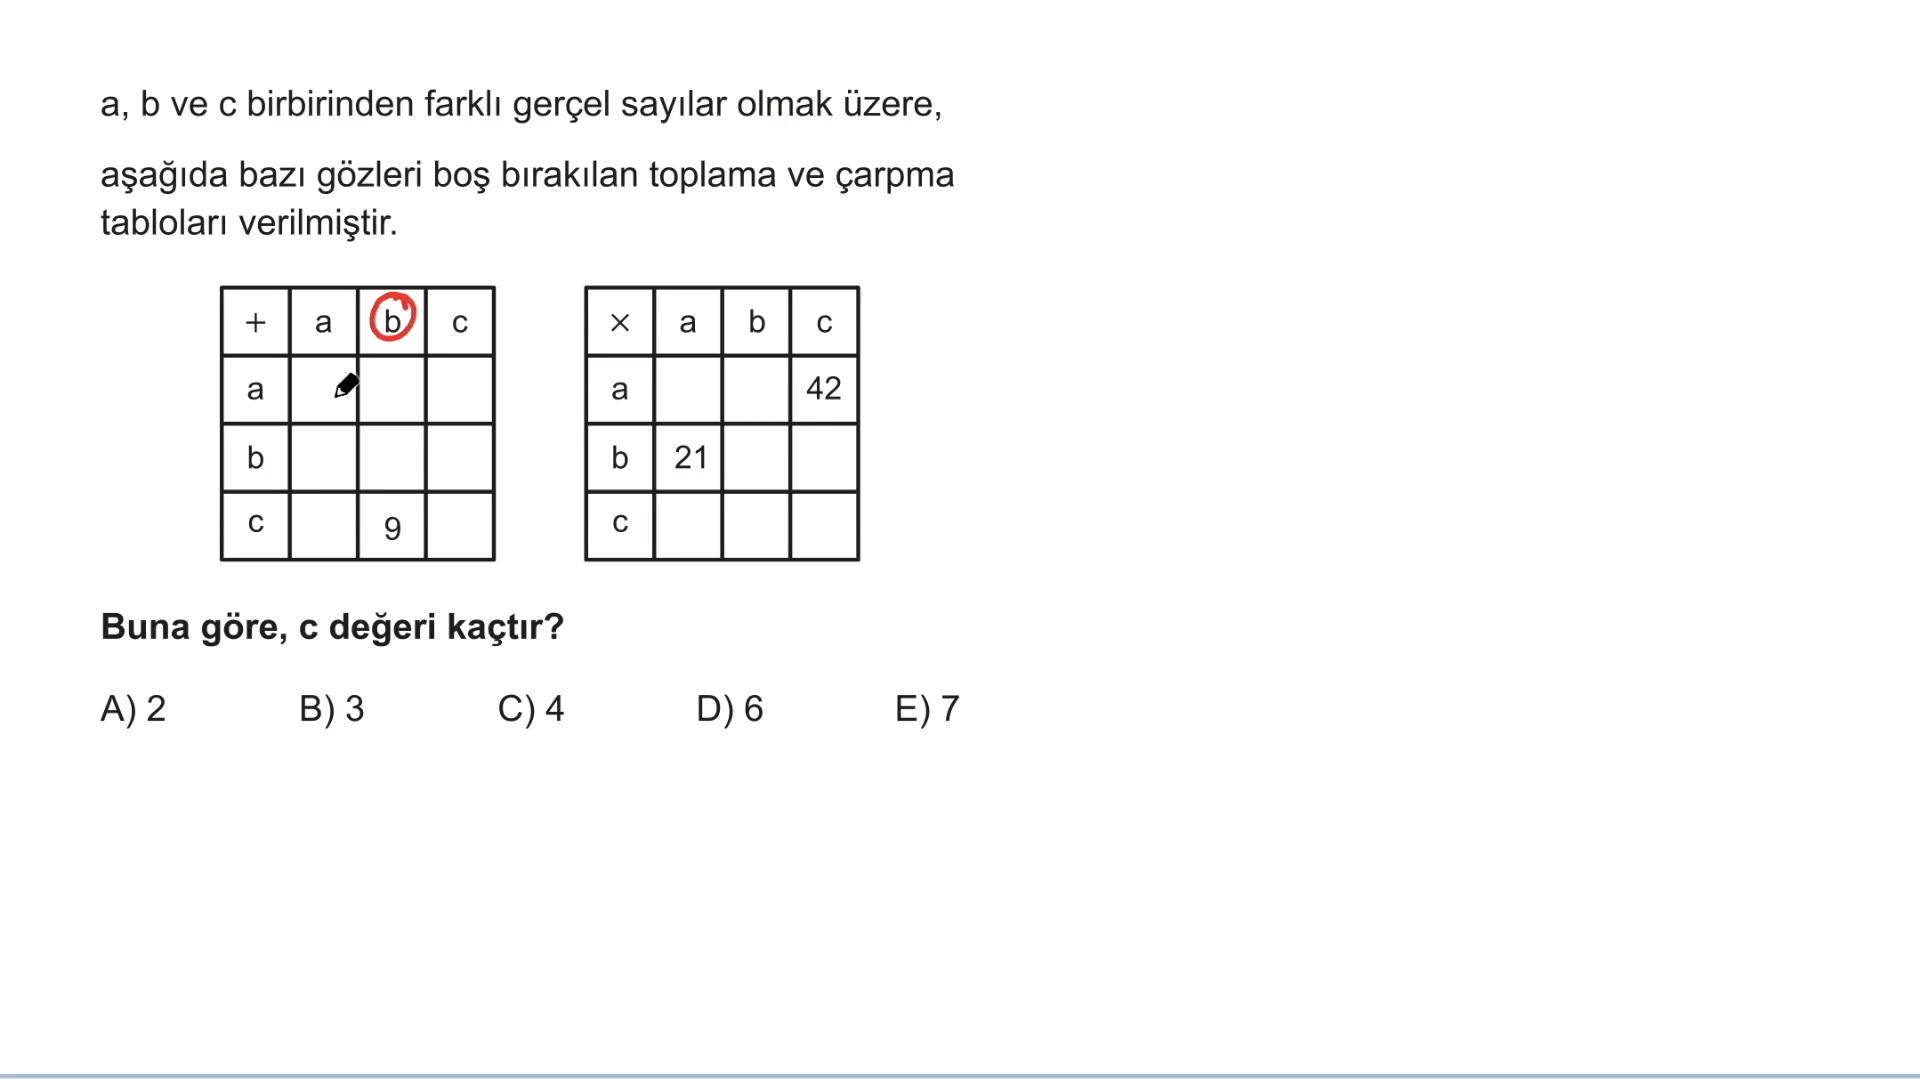 a, b ve c birbirinden farklı gerçel sayılar olmak üzere,
aşağıda bazı gözleri boş bırakılan toplama ve çarpma
tabloları verilmiştir.
+ a b c
a
b
c 9
× a b c
a 42
b 21
c
Buna göre, c değeri kaçtır?
A) 2 B) 3 C) 4 D) 6 E) 7